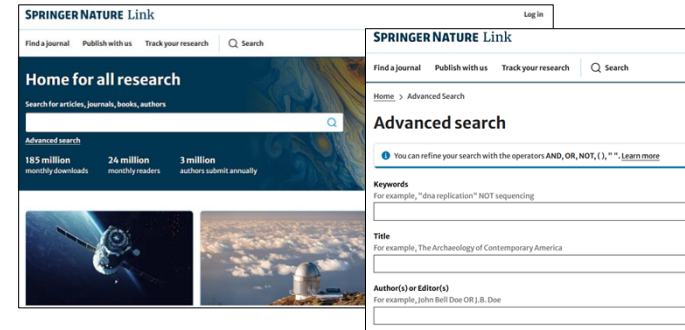 SPRINGER NATURE Link
Log in
Find a journal Publish with us Track your research Search
Home for all research
Search for articles, journals, books, authors
Advanced search
185 million 24 million 3 million
monthly downloads monthly readers authors submit annually
SPRINGER NATURE Link
Find a journal Publish with us Track your research Search
Home > Advanced Search
Advanced search
You can refine your search with the operators AND, OR, NOT, ( ), " ". Learn more
Keywords
For example, "dna replication" NOT sequencing
Title
For example, The Archaeology of Contemporary America
Author(s) or Editor(s)
For example, John Bell Doe OR J.B. Doe